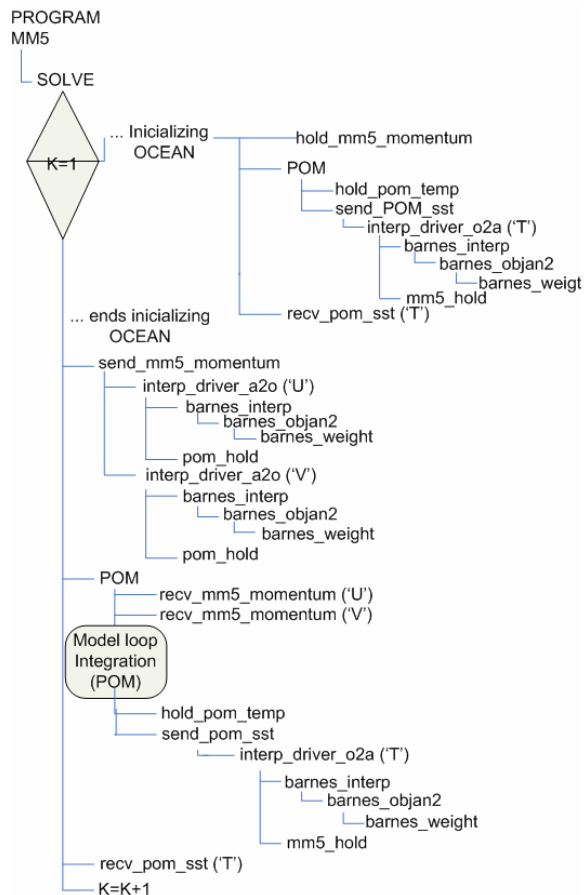 PROGRAM
MM5
SOLVE
K=1
... Inicializing
OCEAN
hold_mm5_momentum
POM
hold_pom_temp
send_POM_sst
interp_driver_o2a ('T')
barnes_interp
barnes_objan2
barnes_weigt
mm5_hold
recv_pom_sst ('T')
... ends inicializing
OCEAN
send_mm5_momentum
interp_driver_a2o ('U')
barnes_interp
barnes_objan2
barnes_weight
pom_hold
interp_driver_a2o ('V')
barnes_interp
barnes_objan2
barnes_weight
pom_hold
POM
recv_mm5_momentum ('U')
recv_mm5_momentum ('V')
Model loop
Integration
(POM)
hold_pom_temp
send_pom_sst
interp_driver_o2a ('T')
barnes_interp
barnes_objan2
barnes_weight
mm5_hold
recv_pom_sst ('T')
K=K+1